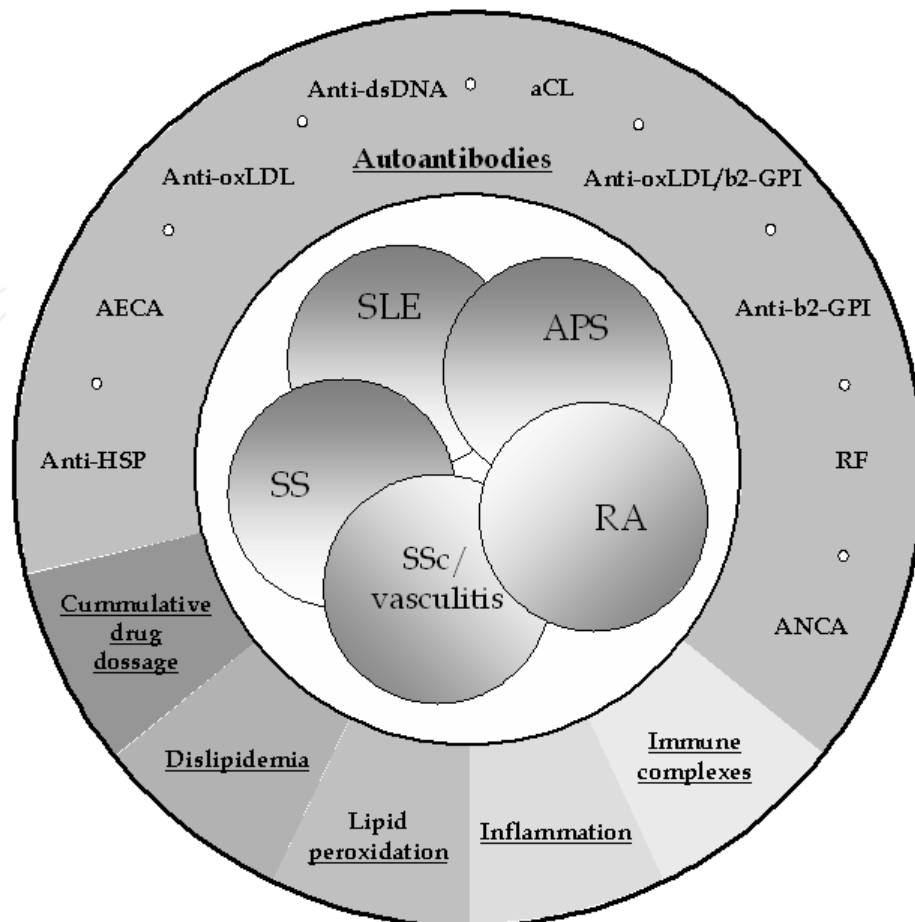 Anti-dsDNA
aCL
Autoantibodies
Anti-oxLDL
Anti-oxLDL/b2-GPI
AECA
Anti-b2-GPI
Anti-HSP
RF
ANCA
SLE
APS
SS
RA
SSc/
vasculitis
Cummulative
drug
dossage
Dislipidemia
Lipid
peroxidation
Inflammation
Immune
complexes